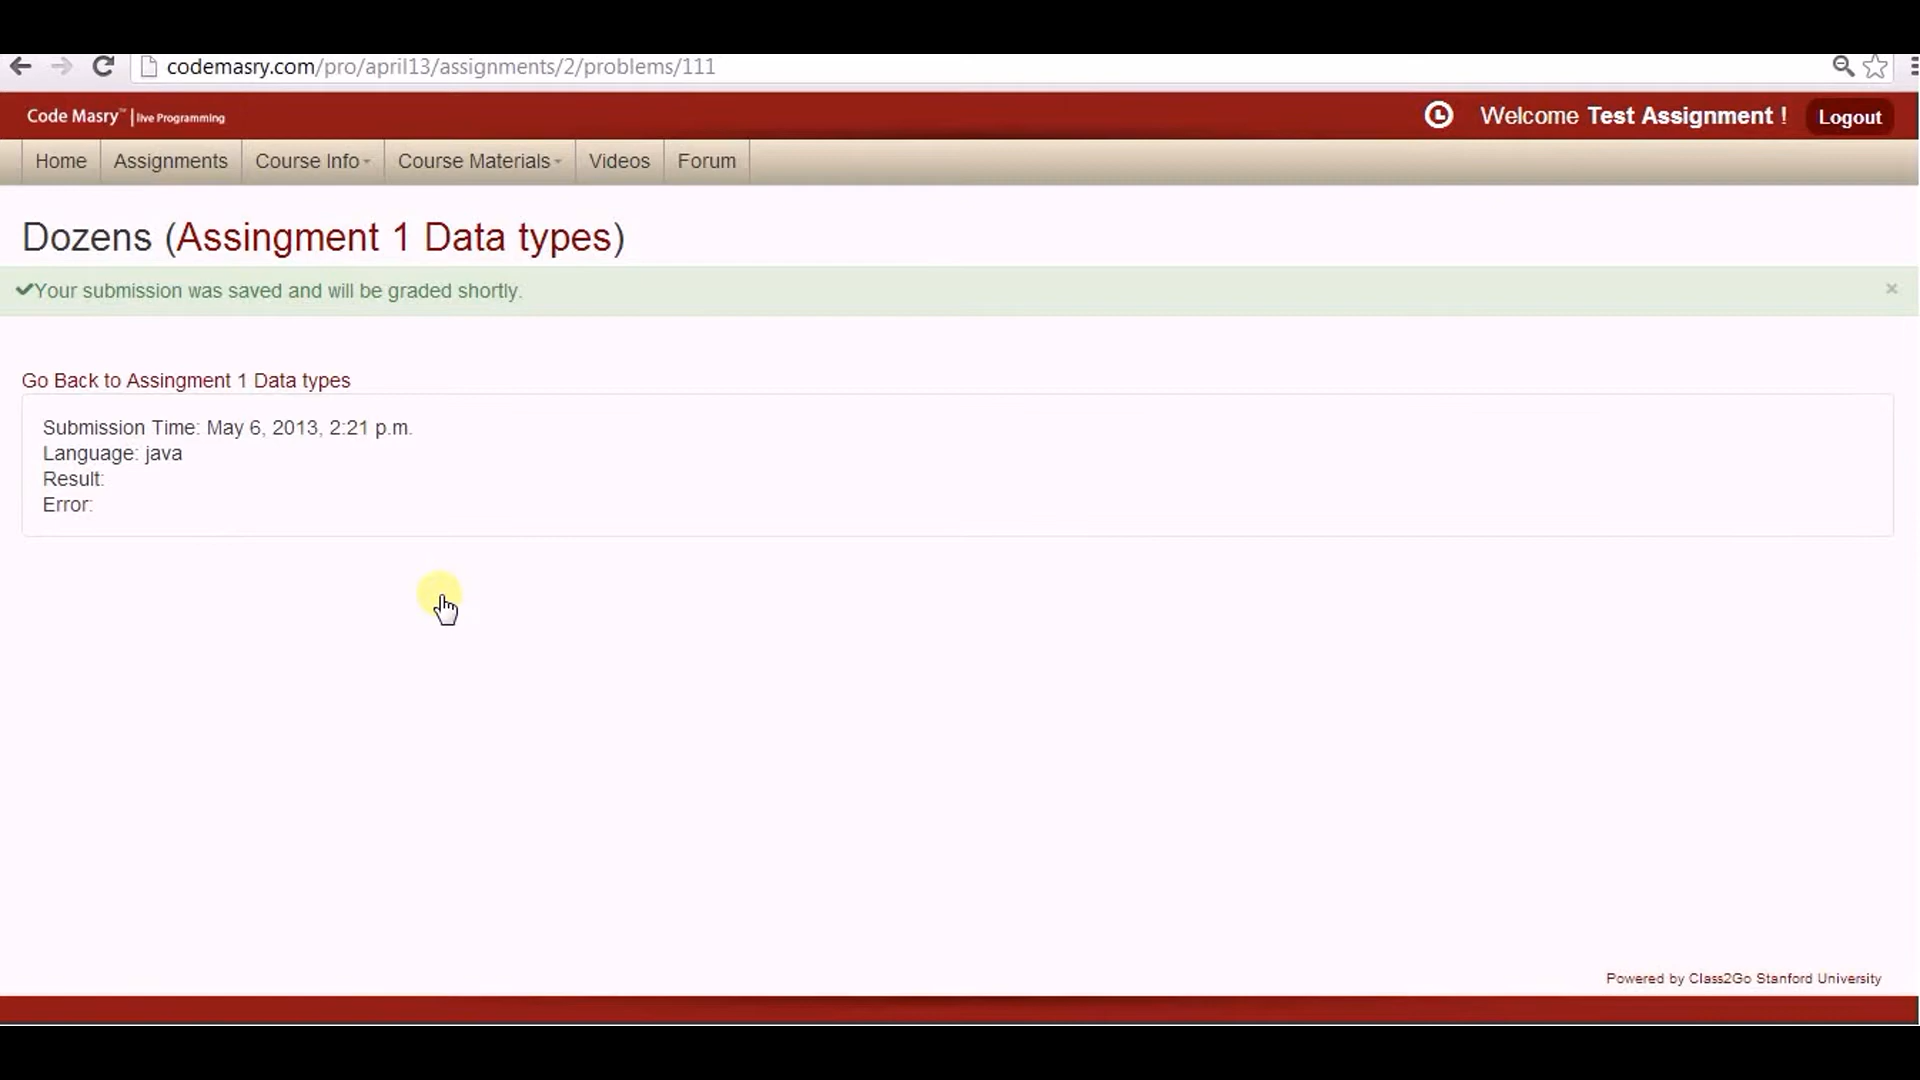 codemasry.com/pro/april13/assignments/2/problems/111
Code Masry™ | live Programming
Welcome Test Assignment !
Logout
Home
Assignments
Course Info
Course Materials
Videos
Forum
Dozens (Assingment 1 Data types)
Your submission was saved and will be graded shortly.
×
Go Back to Assingment 1 Data types
Submission Time: May 6, 2013, 2:21 p.m.
Language: java
Result:
Error:
Powered by Class2Go Stanford University